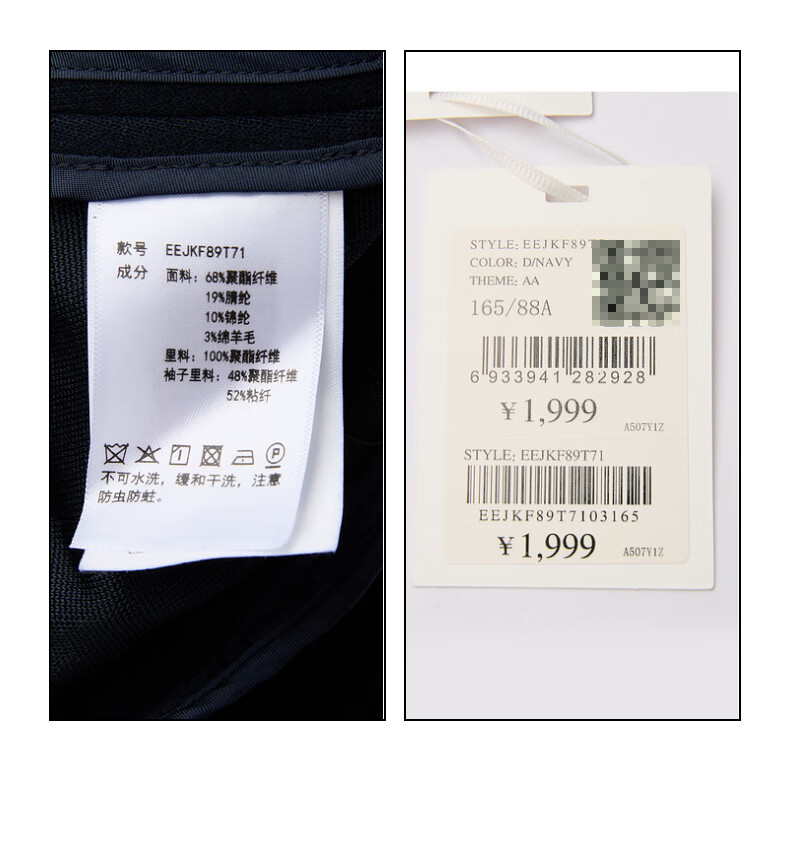 款号 EEJKF89T71
成分 面料：68%聚酯纤维
19%腈纶
10%锦纶
3%绵羊毛
里料：100%聚酯纤维
袖子里料：48%聚酯纤维
52%粘纤
不可水洗，缓和干洗，注意
防虫防蛀。
STYLE: EEJKF89T
COLOR: D/NAVY
THEME: AA
165/88A
6 933941 282928
¥1,999
A507Y1Z
STYLE: EEJKF89T71
EEJKF89T7103165
¥1,999
A507Y1Z